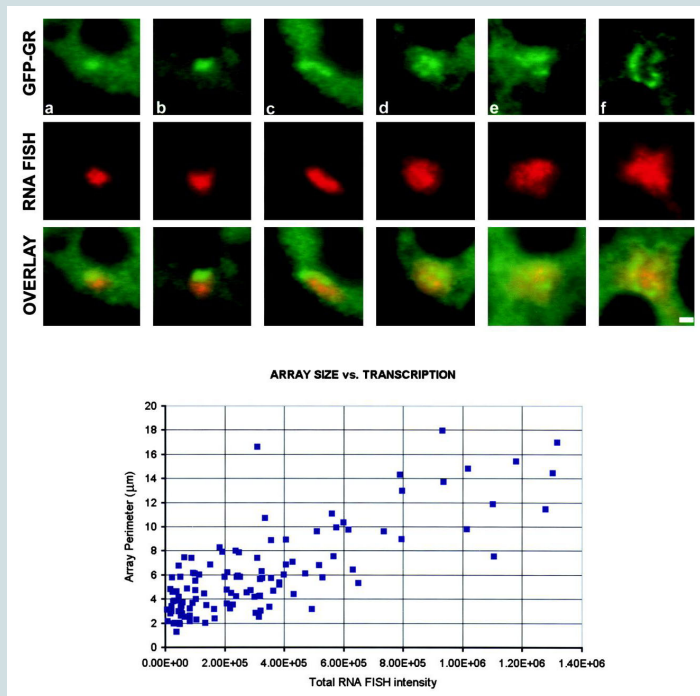 GFP-GR
a b c d e f
RNA FISH
OVERLAY
ARRAY SIZE vs. TRANSCRIPTION
Array Perimeter (µm)
20
18
16
14
12
10
8
6
4
2
0
0.00E+00 2.00E+05 4.00E+05 6.00E+05 8.00E+05 1.00E+06 1.20E+06 1.40E+06
Total RNA FISH intensity